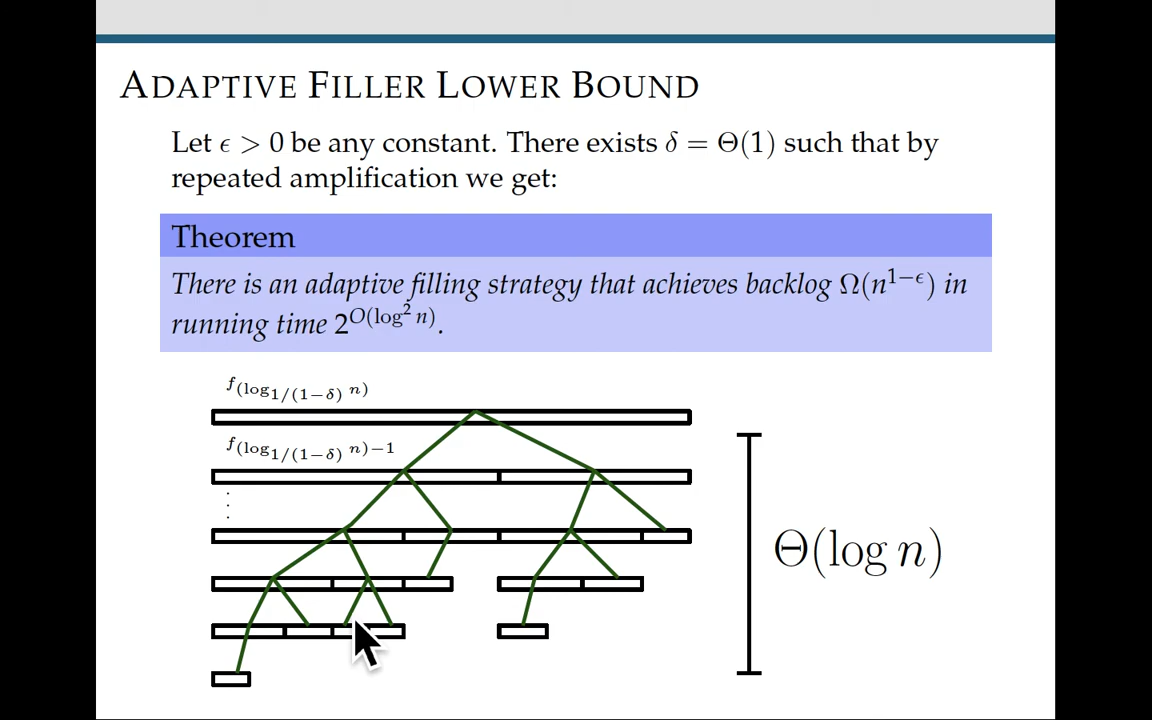 ADAPTIVE FILLER LOWER BOUND
Let ϵ > 0 be any constant. There exists δ = Θ(1) such that by
repeated amplification we get:
Theorem
There is an adaptive filling strategy that achieves backlog Ω(n^{1−ϵ}) in
running time 2^{O(log² n)}.
f_{(log_{1/(1−δ)} n)}
f_{(log_{1/(1−δ)} n)−1}
⋮
Θ(log n)